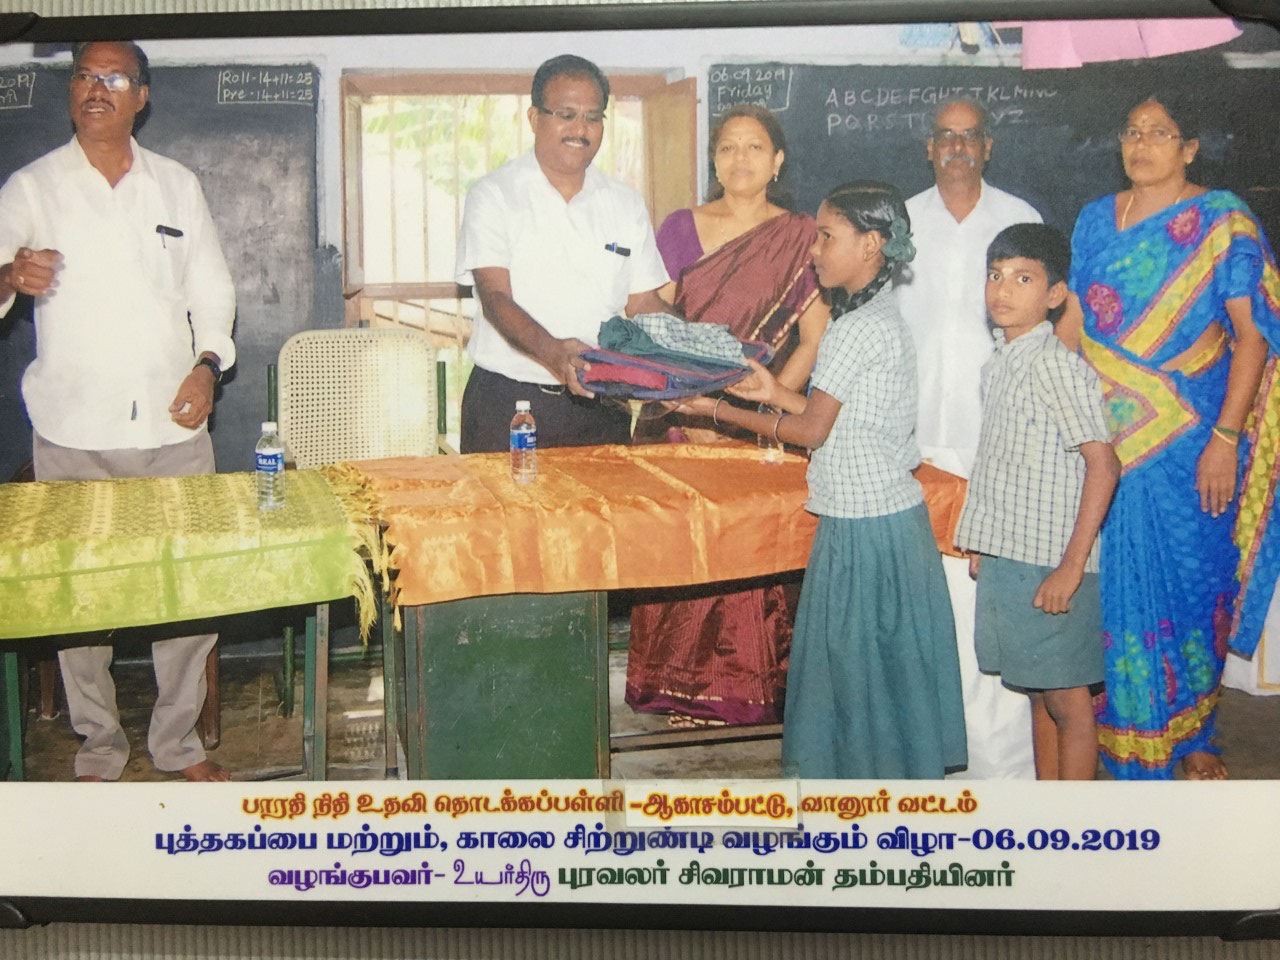 2019
Roll - 14+11=25
Pre - 14+11=25
06.09.2019
Friday
A B C D E F G H I J K L M N
P Q R S T Y Z
பாரதி நிதி உதவி தொடக்கப்பள்ளி -ஆகாசம்பட்டு, வானூர் வட்டம்
புத்தகப்பை மற்றும், காலை சிற்றுண்டி வழங்கும் விழா-06.09.2019
வழங்குபவர்- உயர்திரு புரவலர் சிவராமன் தம்பதியினர்